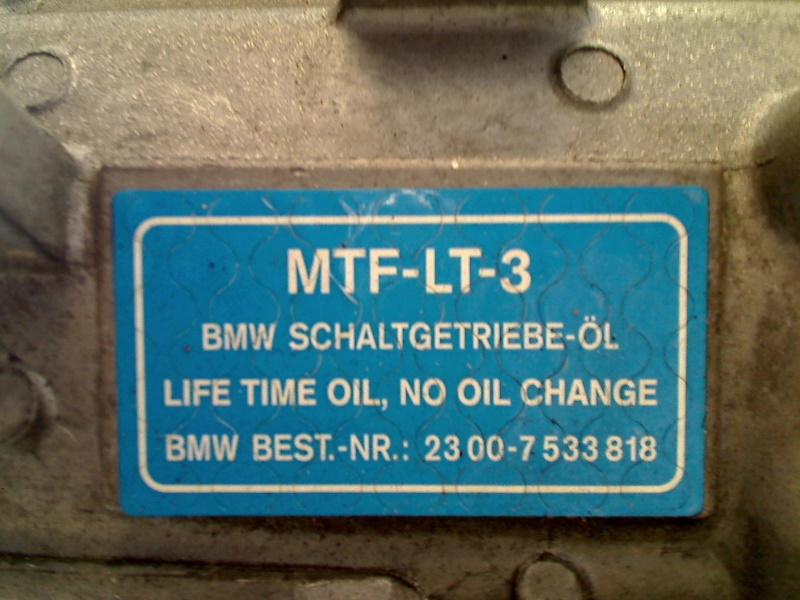 MTF-LT-3
BMW SCHALTGETRIEBE-ÖL
LIFE TIME OIL, NO OIL CHANGE
BMW BEST.-NR.: 23 00-7 533 818